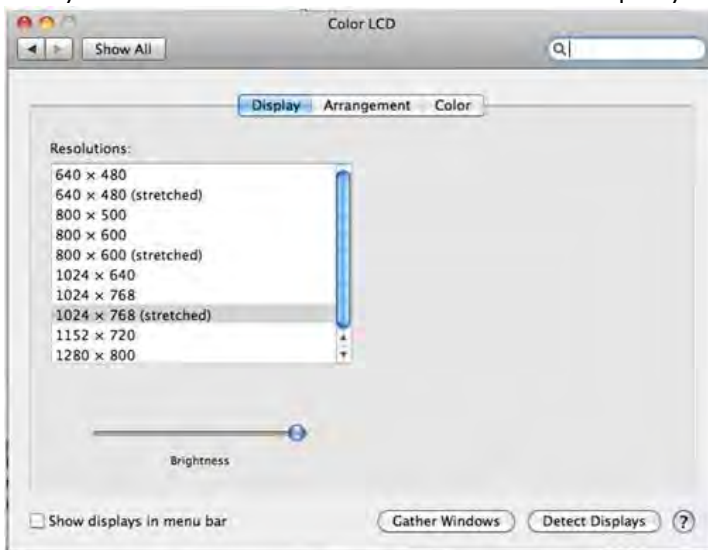 Color LCD
Show All
Display Arrangement Color
Resolutions:
640 × 480
640 × 480 (stretched)
800 × 500
800 × 600
800 × 600 (stretched)
1024 × 640
1024 × 768
1024 × 768 (stretched)
1152 × 720
1280 × 800
Brightness
Show displays in menu bar Gather Windows Detect Displays ?